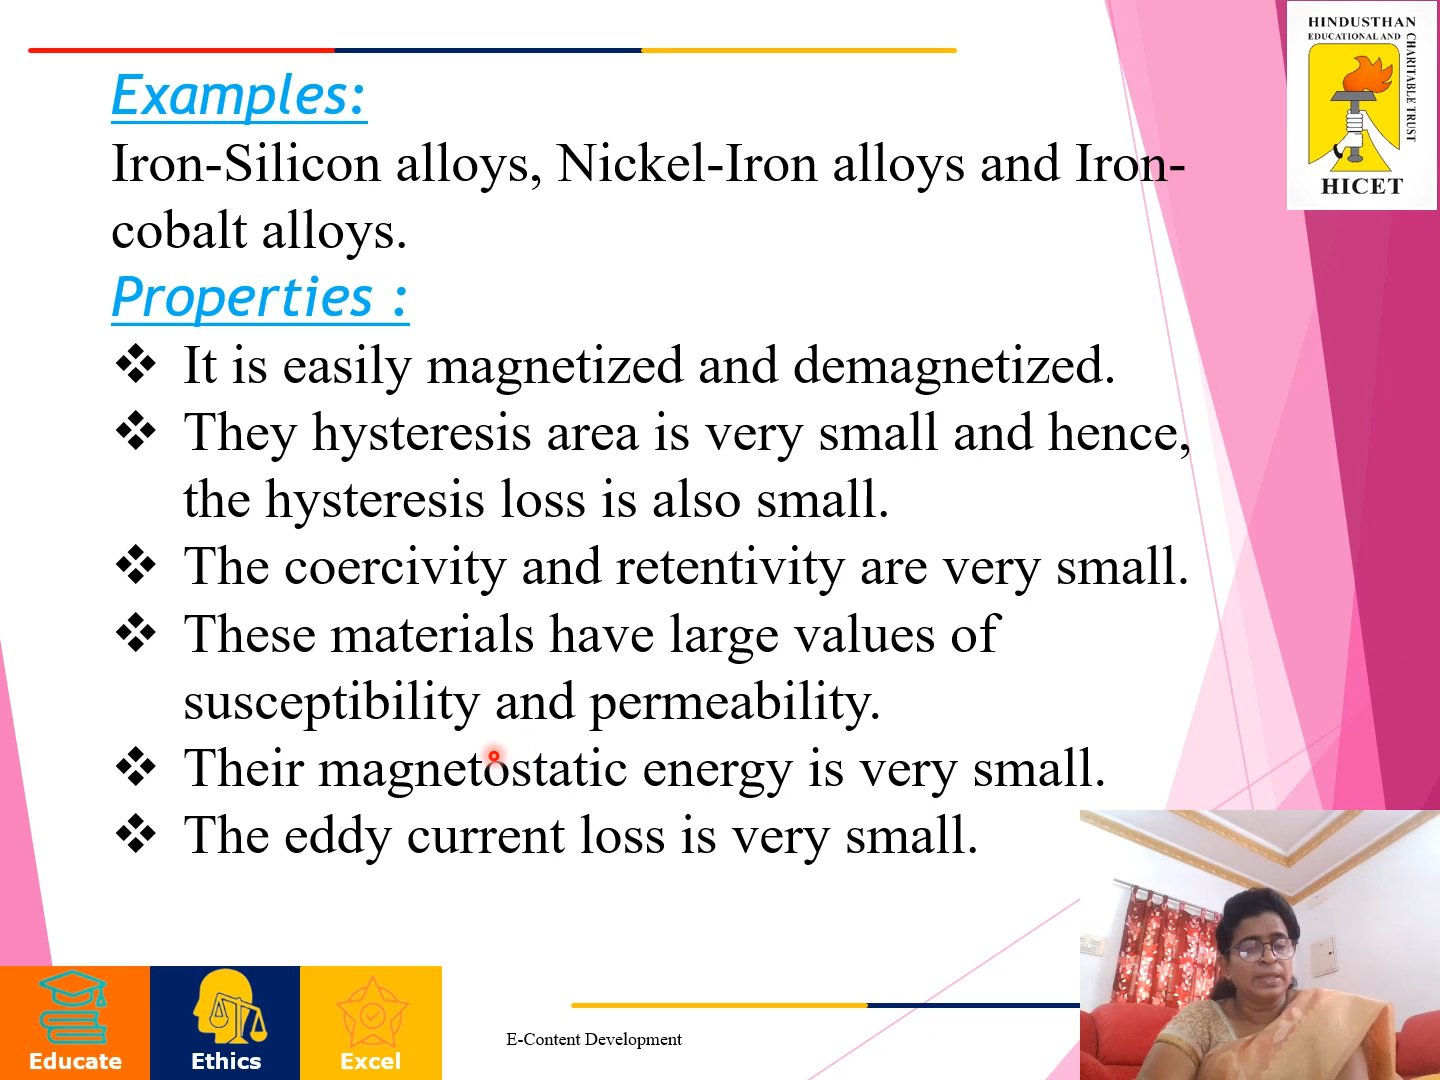 HINDUSTHAN
EDUCATIONAL AND
CHARITABLE TRUST
HICET
Examples:
Iron-Silicon alloys, Nickel-Iron alloys and Iron-
cobalt alloys.
Properties :
❖ It is easily magnetized and demagnetized.
❖ They hysteresis area is very small and hence,
the hysteresis loss is also small.
❖ The coercivity and retentivity are very small.
❖ These materials have large values of
susceptibility and permeability.
❖ Their magnetostatic energy is very small.
❖ The eddy current loss is very small.
Educate
Ethics
Excel
E-Content Development